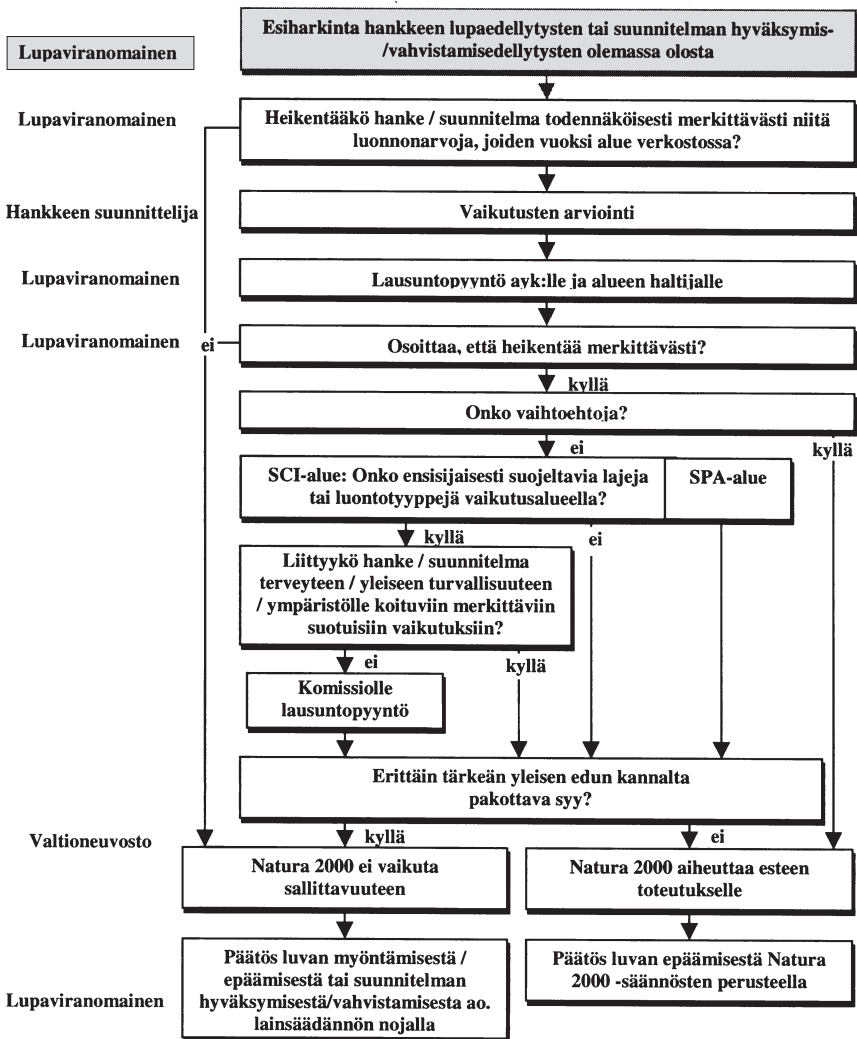 Esiharkinta hankkeen lupaedellytysten tai suunnitelman hyväksymis-
/vahvistamisedellytysten olemassa olosta
Lupaviranomainen
Lupaviranomainen
Heikentääkö hanke / suunnitelma todennäköisesti merkittävästi niitä
luonnonarvoja, joiden vuoksi alue verkostossa?
Hankkeen suunnittelija
Vaikutusten arviointi
Lupaviranomainen
Lausuntopyyntö ayk:lle ja alueen haltijalle
Lupaviranomainen
ei
Osoittaa, että heikentää merkittävästi?
kyllä
Onko vaihtoehtoja?
ei
kyllä
SCI-alue: Onko ensisijaisesti suojeltavia lajeja
tai luontotyyppejä vaikutusalueella?
SPA-alue
kyllä
ei
Liittyykö hanke / suunnitelma
terveyteen / yleiseen turvallisuuteen
/ ympäristölle koituviin merkittäviin
suotuisiin vaikutuksiin?
ei
kyllä
Komissiolle
lausuntopyyntö
Erittäin tärkeän yleisen edun kannalta
pakottava syy?
Valtioneuvosto
kyllä
ei
Natura 2000 ei vaikuta
sallittavuuteen
Natura 2000 aiheuttaa esteen
toteutukselle
Lupaviranomainen
Päätös luvan myöntämisestä /
epäämisestä tai suunnitelman
hyväksymisestä/vahvistamisesta ao.
lainsäädännön nojalla
Päätös luvan epäämisestä Natura
2000 -säännösten perusteella